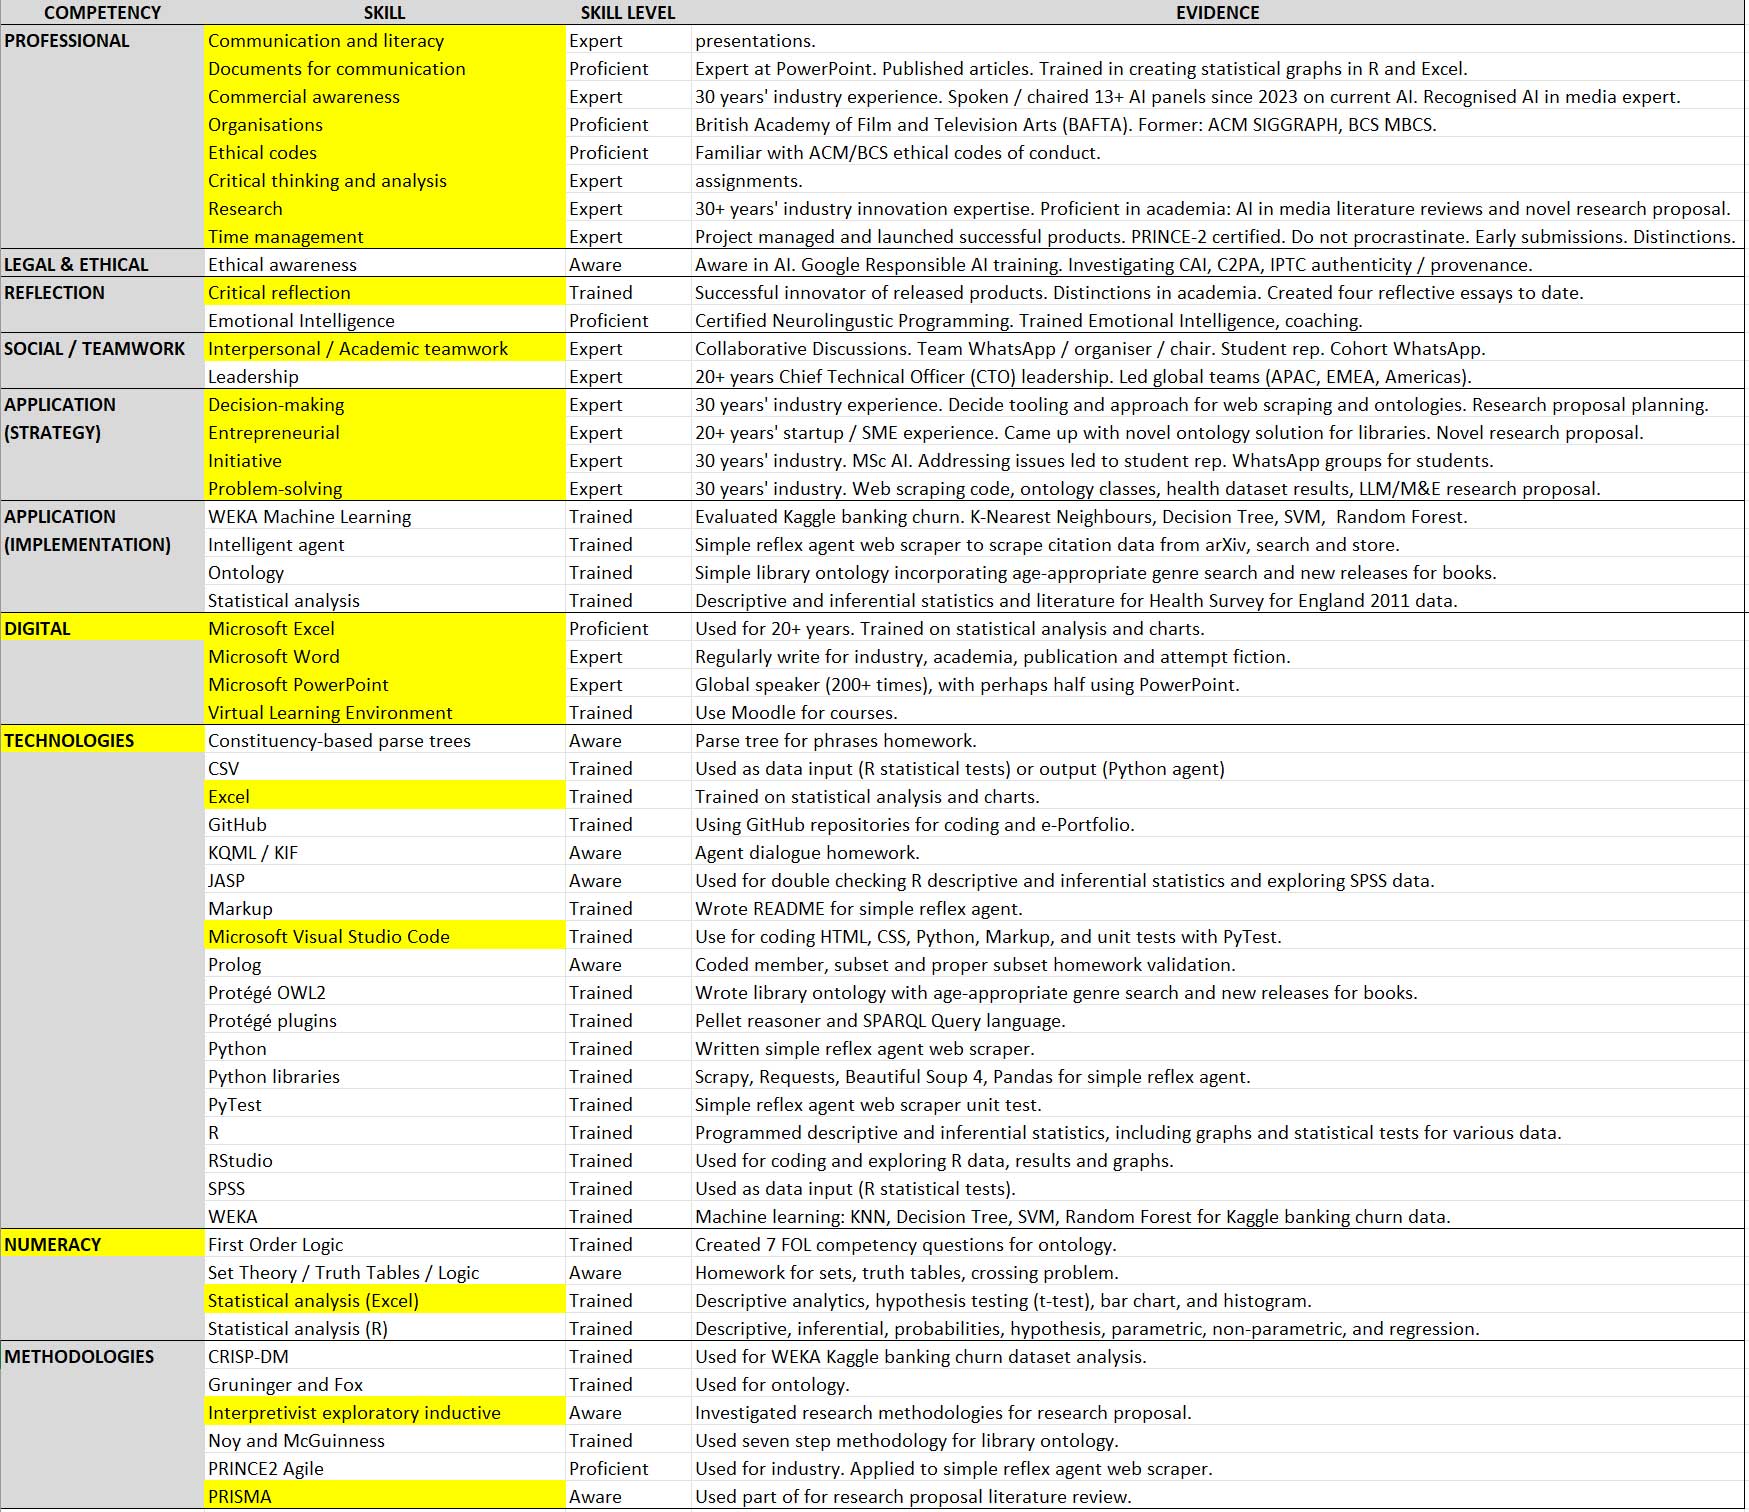 COMPETENCY SKILL SKILL LEVEL EVIDENCE
PROFESSIONAL Communication and literacy Expert presentations.
Documents for communication Proficient Expert at PowerPoint. Published articles. Trained in creating statistical graphs in R and Excel.
Commercial awareness Expert 30 years' industry experience. Spoken / chaired 13+ AI panels since 2023 on current AI. Recognised AI in media expert.
Organisations Proficient British Academy of Film and Television Arts (BAFTA). Former: ACM SIGGRAPH, BCS MBCS.
Ethical codes Proficient Familiar with ACM/BCS ethical codes of conduct.
Critical thinking and analysis Expert assignments.
Research Expert 30+ years' industry innovation expertise. Proficient in academia: AI in media literature reviews and novel research proposal.
Time management Expert Project managed and launched successful products. PRINCE-2 certified. Do not procrastinate. Early submissions. Distinctions.
LEGAL & ETHICAL Ethical awareness Aware Aware in AI. Google Responsible AI training. Investigating CAI, C2PA, IPTC authenticity / provenance.
REFLECTION Critical reflection Trained Successful innovator of released products. Distinctions in academia. Created four reflective essays to date.
Emotional Intelligence Proficient Certified Neurolingustic Programming. Trained Emotional Intelligence, coaching.
SOCIAL / TEAMWORK Interpersonal / Academic teamwork Expert Collaborative Discussions. Team WhatsApp / organiser / chair. Student rep. Cohort WhatsApp.
Leadership Expert 20+ years Chief Technical Officer (CTO) leadership. Led global teams (APAC, EMEA, Americas).
APPLICATION Decision-making Expert 30 years' industry experience. Decide tooling and approach for web scraping and ontologies. Research proposal planning.
(STRATEGY) Entrepreneurial Expert 20+ years' startup / SME experience. Came up with novel ontology solution for libraries. Novel research proposal.
Initiative Expert 30 years' industry. MSc AI. Addressing issues led to student rep. WhatsApp groups for students.
Problem-solving Expert 30 years' industry. Web scraping code, ontology classes, health dataset results, LLM/M&E research proposal.
APPLICATION WEKA Machine Learning Trained Evaluated Kaggle banking churn. K-Nearest Neighbours, Decision Tree, SVM, Random Forest.
(IMPLEMENTATION) Intelligent agent Trained Simple reflex agent web scraper to scrape citation data from arXiv, search and store.
Ontology Trained Simple library ontology incorporating age-appropriate genre search and new releases for books.
Statistical analysis Trained Descriptive and inferential statistics and literature for Health Survey for England 2011 data.
DIGITAL Microsoft Excel Proficient Used for 20+ years. Trained on statistical analysis and charts.
Microsoft Word Expert Regularly write for industry, academia, publication and attempt fiction.
Microsoft PowerPoint Expert Global speaker (200+ times), with perhaps half using PowerPoint.
Virtual Learning Environment Trained Use Moodle for courses.
TECHNOLOGIES Constituency-based parse trees Aware Parse tree for phrases homework.
CSV Trained Used as data input (R statistical tests) or output (Python agent)
Excel Trained Trained on statistical analysis and charts.
GitHub Trained Using GitHub repositories for coding and e-Portfolio.
KQML / KIF Aware Agent dialogue homework.
JASP Aware Used for double checking R descriptive and inferential statistics and exploring SPSS data.
Markup Trained Wrote README for simple reflex agent.
Microsoft Visual Studio Code Trained Use for coding HTML, CSS, Python, Markup, and unit tests with PyTest.
Prolog Aware Coded member, subset and proper subset homework validation.
Protégé OWL2 Trained Wrote library ontology with age-appropriate genre search and new releases for books.
Protégé plugins Trained Pellet reasoner and SPARQL Query language.
Python Trained Written simple reflex agent web scraper.
Python libraries Trained Scrapy, Requests, Beautiful Soup 4, Pandas for simple reflex agent.
PyTest Trained Simple reflex agent web scraper unit test.
R Trained Programmed descriptive and inferential statistics, including graphs and statistical tests for various data.
RStudio Trained Used for coding and exploring R data, results and graphs.
SPSS Trained Used as data input (R statistical tests).
WEKA Trained Machine learning: KNN, Decision Tree, SVM, Random Forest for Kaggle banking churn data.
NUMERACY First Order Logic Trained Created 7 FOL competency questions for ontology.
Set Theory / Truth Tables / Logic Aware Homework for sets, truth tables, crossing problem.
Statistical analysis (Excel) Trained Descriptive analytics, hypothesis testing (t-test), bar chart, and histogram.
Statistical analysis (R) Trained Descriptive, inferential, probabilities, hypothesis, parametric, non-parametric, and regression.
METHODOLOGIES CRISP-DM Trained Used for WEKA Kaggle banking churn dataset analysis.
Gruninger and Fox Trained Used for ontology.
Interpretivist exploratory inductive Aware Investigated research methodologies for research proposal.
Noy and McGuinness Trained Used seven step methodology for library ontology.
PRINCE2 Agile Proficient Used for industry. Applied to simple reflex agent web scraper.
PRISMA Aware Used part of for research proposal literature review.